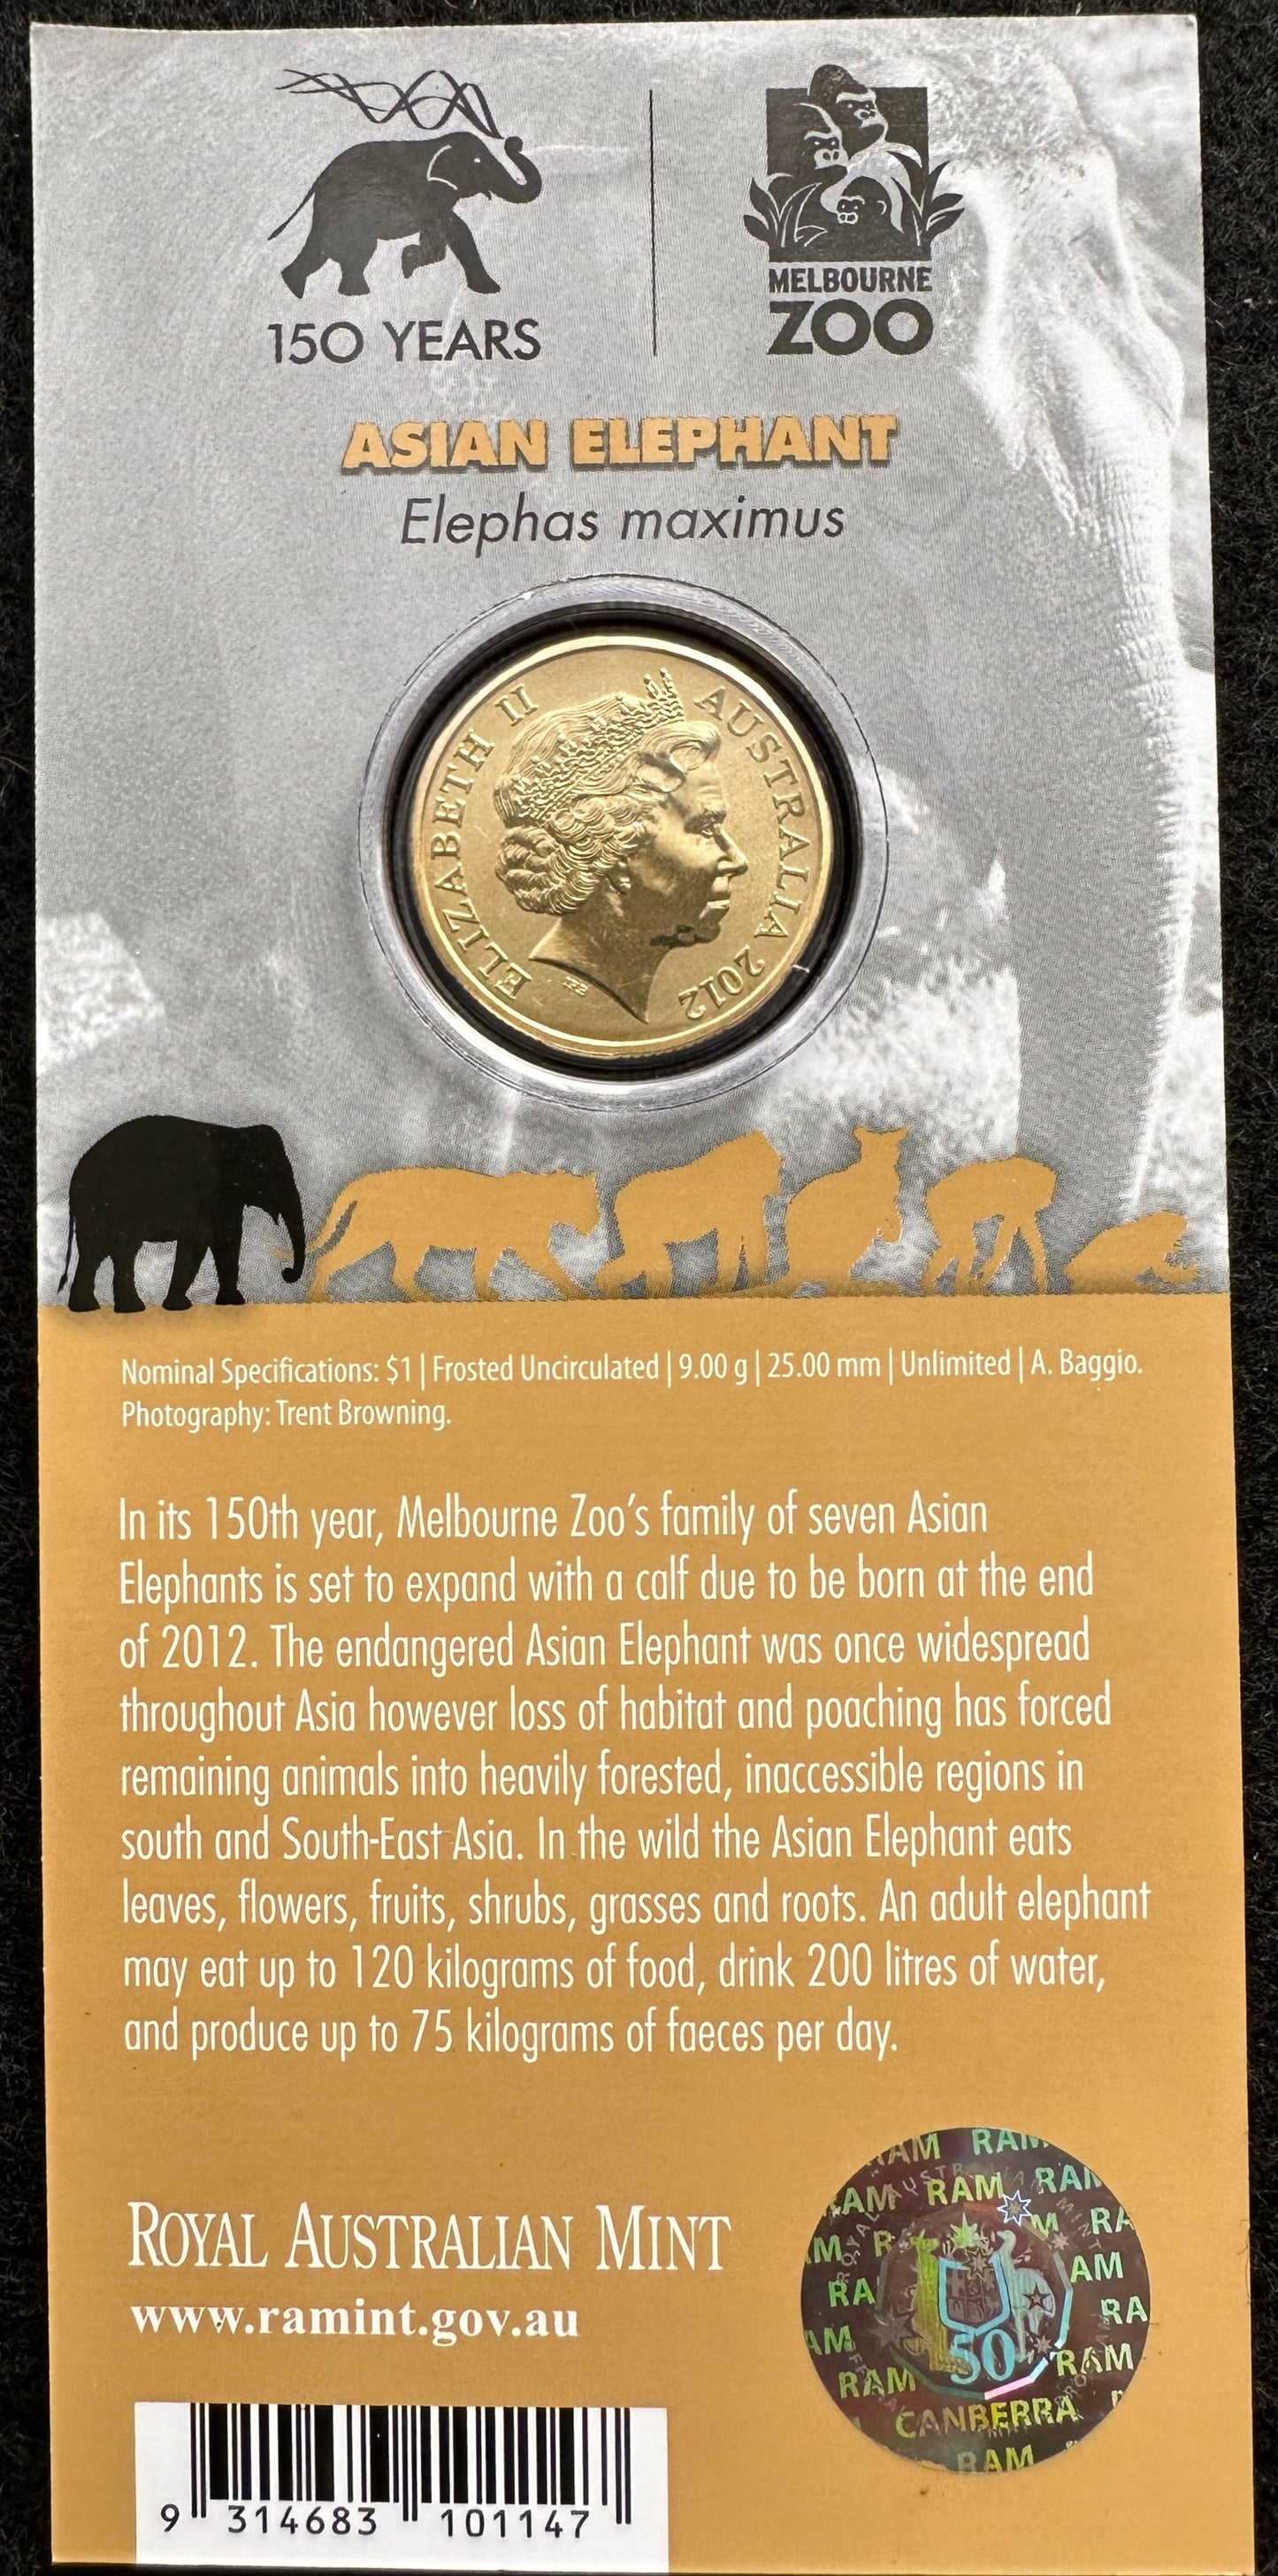 150 YEARS
MELBOURNE
ZOO
ASIAN ELEPHANT
Elephas maximus
ELIZABETH II
AUSTRALIA 2012
Nominal Specifications: $1 | Frosted Uncirculated | 9.00 g | 25.00 mm | Unlimited | A. Baggio.
Photography: Trent Browning.
In its 150th year, Melbourne Zoo's family of seven Asian
Elephants is set to expand with a calf due to be born at the end
of 2012. The endangered Asian Elephant was once widespread
throughout Asia however loss of habitat and poaching has forced
remaining animals into heavily forested, inaccessible regions in
south and South-East Asia. In the wild the Asian Elephant eats
leaves, flowers, fruits, shrubs, grasses and roots. An adult elephant
may eat up to 120 kilograms of food, drink 200 litres of water,
and produce up to 75 kilograms of faeces per day.
ROYAL AUSTRALIAN MINT
www.ramint.gov.au
RAM
RAM
50
RAM
RAM
CANBERRA
RAM
9 314683 101147